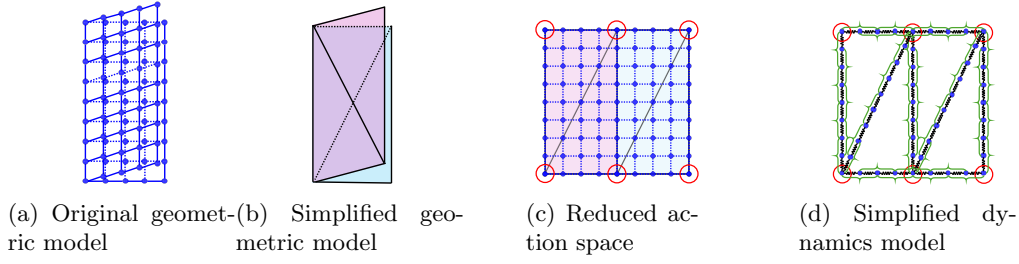 (a) Original geomet-
ric model
(b) Simplified geo-
metric model
(c) Reduced ac-
tion space
(d) Simplified dy-
namics model